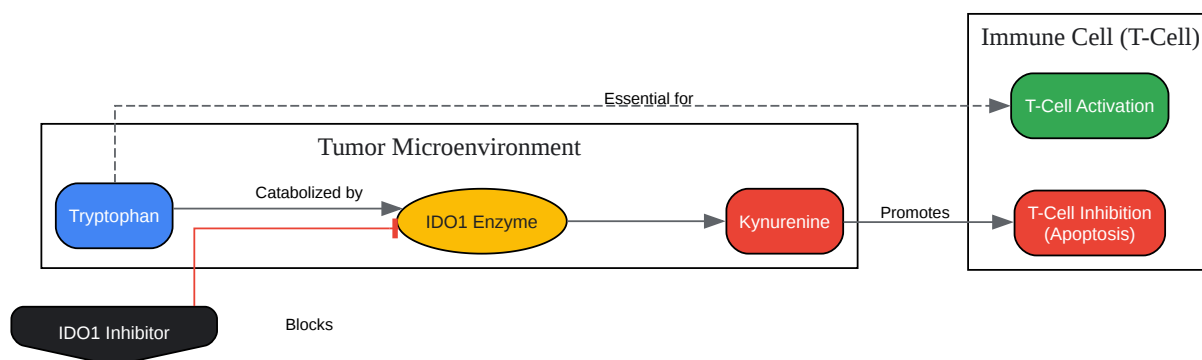 Immune Cell (T-Cell)
Essential for
T-Cell Activation
Tumor Microenvironment
Tryptophan
Catabolized by
IDO1 Enzyme
Kynurenine
Promotes
T-Cell Inhibition
(Apoptosis)
IDO1 Inhibitor
Blocks